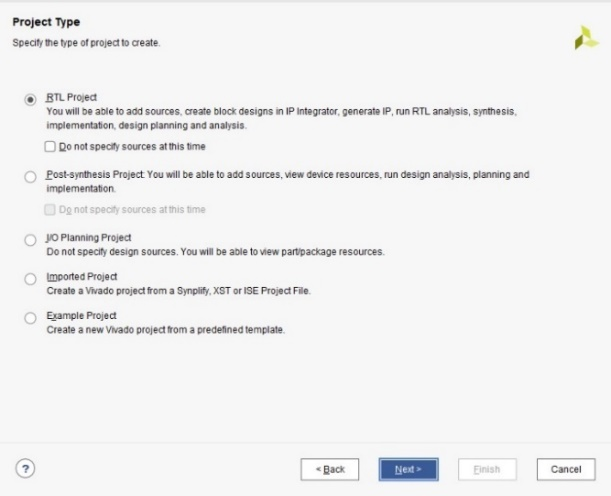 Project Type
Specify the type of project to create.
RTL Project
You will be able to add sources, create block designs in IP Integrator, generate IP, run RTL analysis, synthesis,
implementation, design planning and analysis.
Do not specify sources at this time
Post-synthesis Project: You will be able to add sources, view device resources, run design analysis, planning and
implementation.
Do not specify sources at this time
I/O Planning Project
Do not specify design sources. You will be able to view part/package resources.
Imported Project
Create a Vivado project from a Synplify, XST or ISE Project File.
Example Project
Create a new Vivado project from a predefined template.
?
< Back
Next >
Finish
Cancel